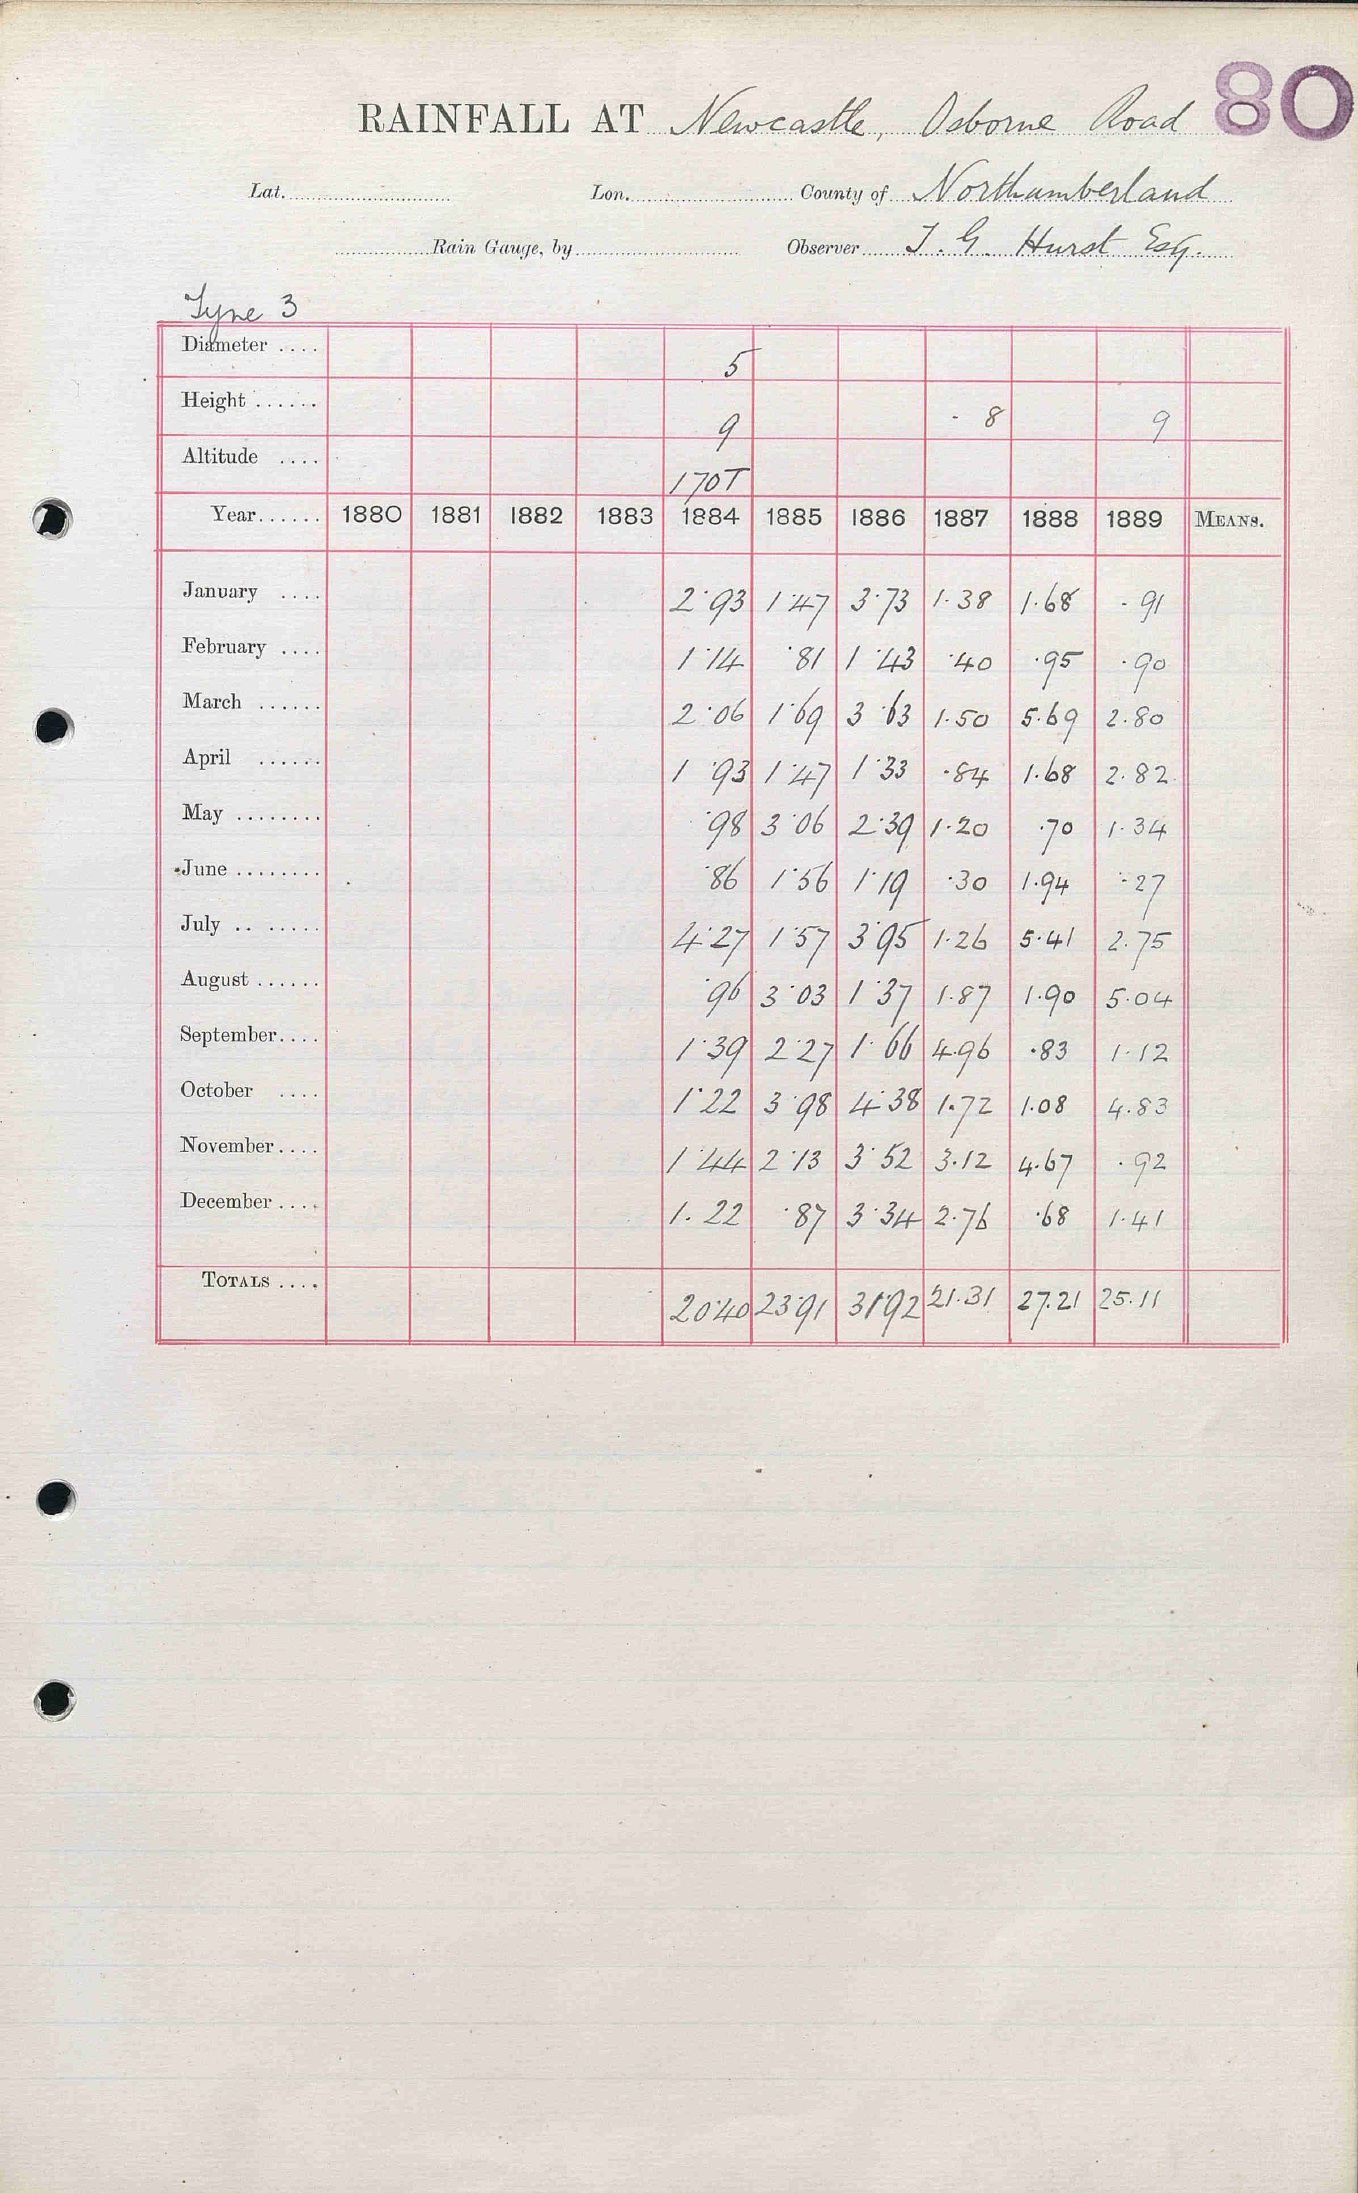 80
RAINFALL AT Newcastle, Osborne Road
Lat. Lon. County of Northumberland
Rain Gauge, by Observer T. G. Hurst Esq.
Tyne 3
Diameter .... 5
Height ...... 9 - 8 9
Altitude .... 170T
Year...... 1880 1881 1882 1883 1884 1885 1886 1887 1888 1889 MEANS.
January .... 2·93 1·47 3·73 1.38 1.68 .91
February .... 1·14 ·81 1·43 ·40 ·95 .90
March ...... 2·06 1·69 3·63 1.50 5.69 2.80
April ...... 1·93 1·47 1·33 .84 1.68 2.82
May ........ ·98 3·06 2·39 1.20 .70 1.34
June ........ ·86 1·56 1·19 ·30 1.94 ·27
July .. ..... 4·27 1·57 3·95 1.26 5.41 2.75
August ...... ·96 3·03 1·37 1.87 1.90 5.04
September.... 1·39 2·27 1·66 4.96 .83 1.12
October .... 1·22 3·98 4·38 1.72 1.08 4.83
November.... 1·44 2·13 3·52 3.12 4.67 .92
December .... 1.22 ·87 3·34 2.76 .68 1.41
TOTALS .... 20·40 23·91 31·92 21.31 27.21 25.11